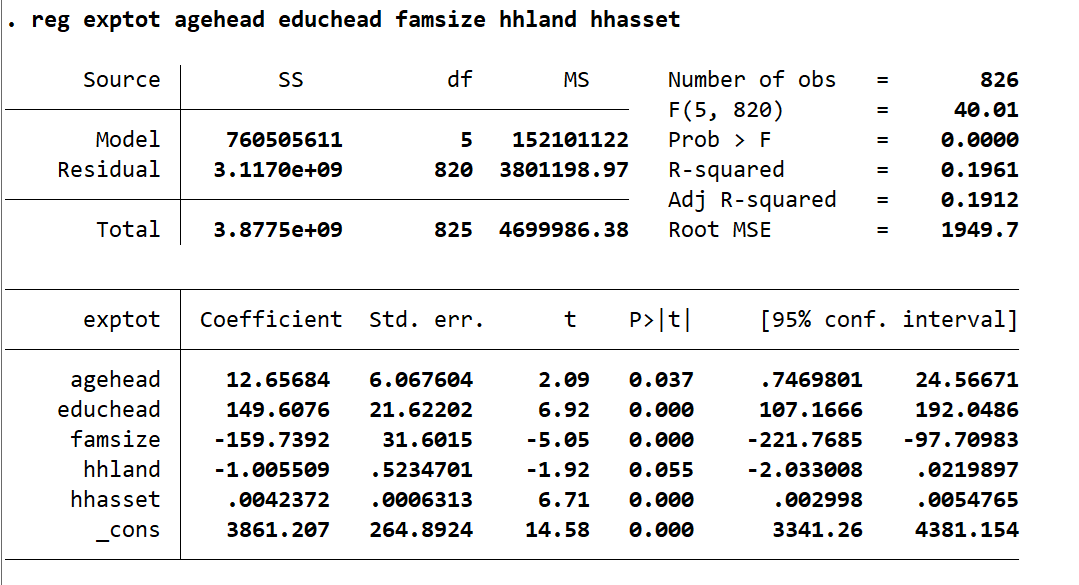 . reg exptot agehead educhead famsize hhland hhasset
Source SS df MS Number of obs = 826
F(5, 820) = 40.01
Model 760505611 5 152101122 Prob > F = 0.0000
Residual 3.1170e+09 820 3801198.97 R-squared = 0.1961
Adj R-squared = 0.1912
Total 3.8775e+09 825 4699986.38 Root MSE = 1949.7
exptot Coefficient Std. err. t P>|t| [95% conf. interval]
agehead 12.65684 6.067604 2.09 0.037 .7469801 24.56671
educhead 149.6076 21.62202 6.92 0.000 107.1666 192.0486
famsize -159.7392 31.6015 -5.05 0.000 -221.7685 -97.70983
hhland -1.005509 .5234701 -1.92 0.055 -2.033008 .0219897
hhasset .0042372 .0006313 6.71 0.000 .002998 .0054765
_cons 3861.207 264.8924 14.58 0.000 3341.26 4381.154